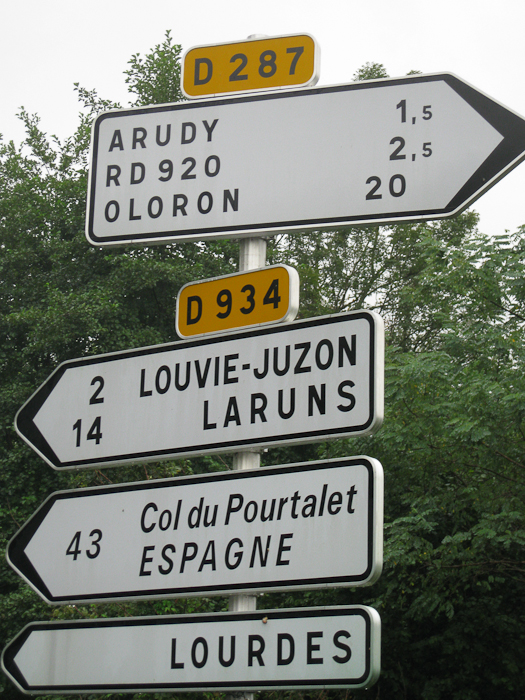 D 287
ARUDY 1,5
RD 920 2,5
OLORON 20
D 934
2 LOUVIE-JUZON
14 LARUNS
43 Col du Pourtalet
ESPAGNE
LOURDES